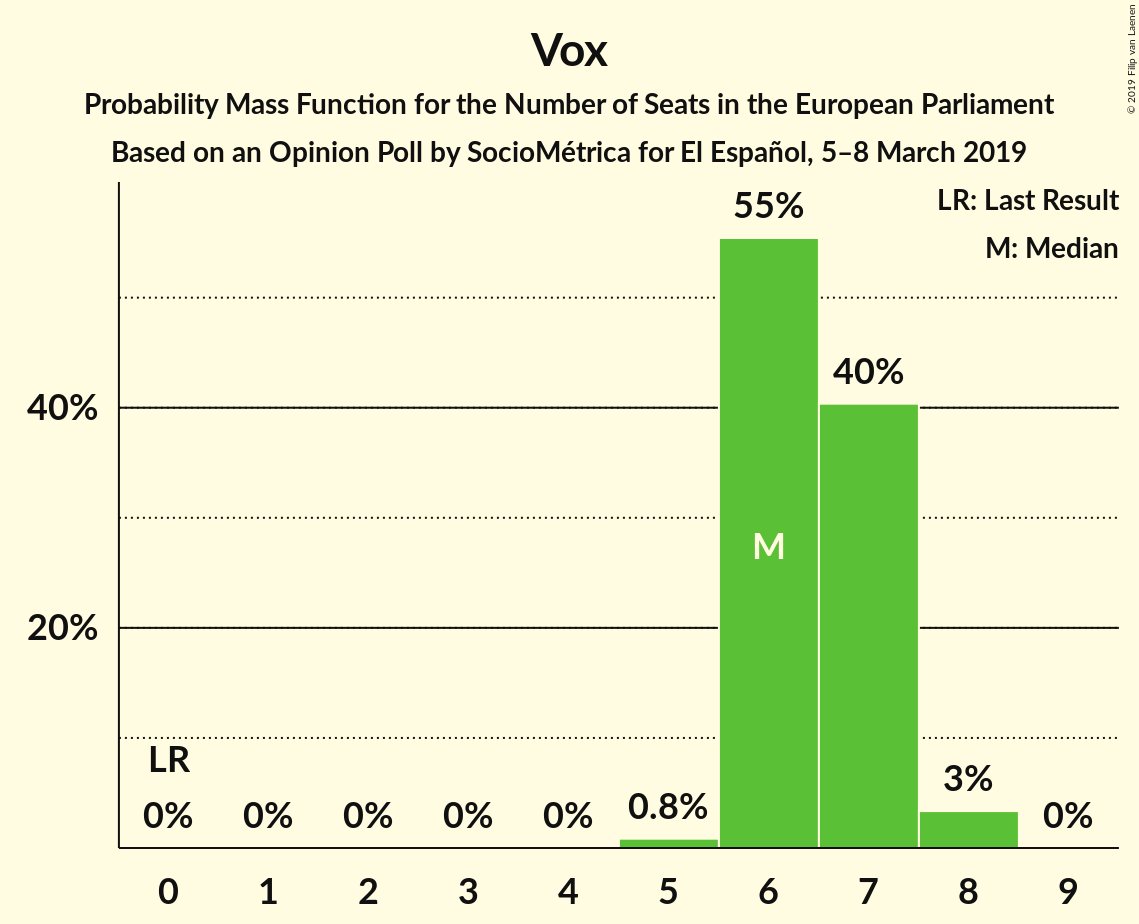 Vox
Probability Mass Function for the Number of Seats in the European Parliament
Based on an Opinion Poll by SocioMétrica for El Español, 5–8 March 2019
© 2019 Filip van Laenen
LR: Last Result
M: Median
55%
40%
40%
M
20%
LR
0%
0%
0%
0%
0%
0.8%
3%
0%
0
1
2
3
4
5
6
7
8
9